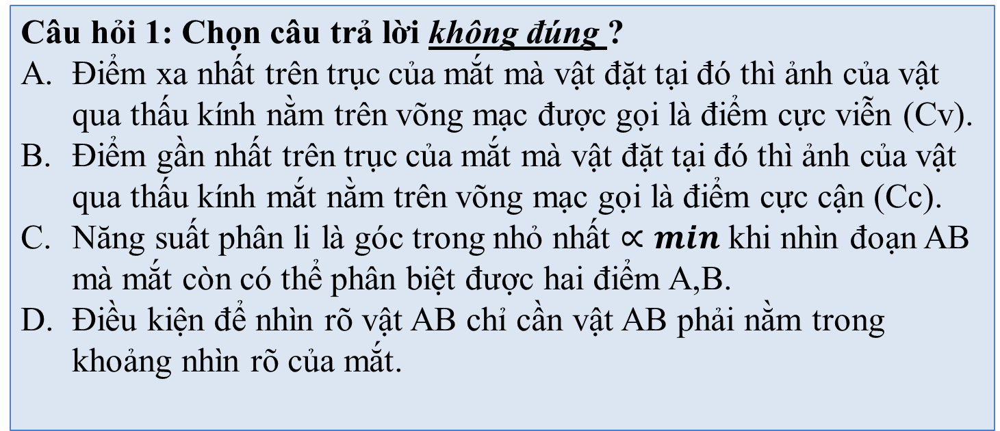 Câu hỏi 1: Chọn câu trả lời không đúng ?
A. Điểm xa nhất trên trục của mắt mà vật đặt tại đó thì ảnh của vật
qua thấu kính nằm trên võng mạc được gọi là điểm cực viễn (Cv).
B. Điểm gần nhất trên trục của mắt mà vật đặt tại đó thì ảnh của vật
qua thấu kính mắt nằm trên võng mạc gọi là điểm cực cận (Cc).
C. Năng suất phân li là góc trong nhỏ nhất ∝ min khi nhìn đoạn AB
mà mắt còn có thể phân biệt được hai điểm A,B.
D. Điều kiện để nhìn rõ vật AB chỉ cần vật AB phải nằm trong
khoảng nhìn rõ của mắt.